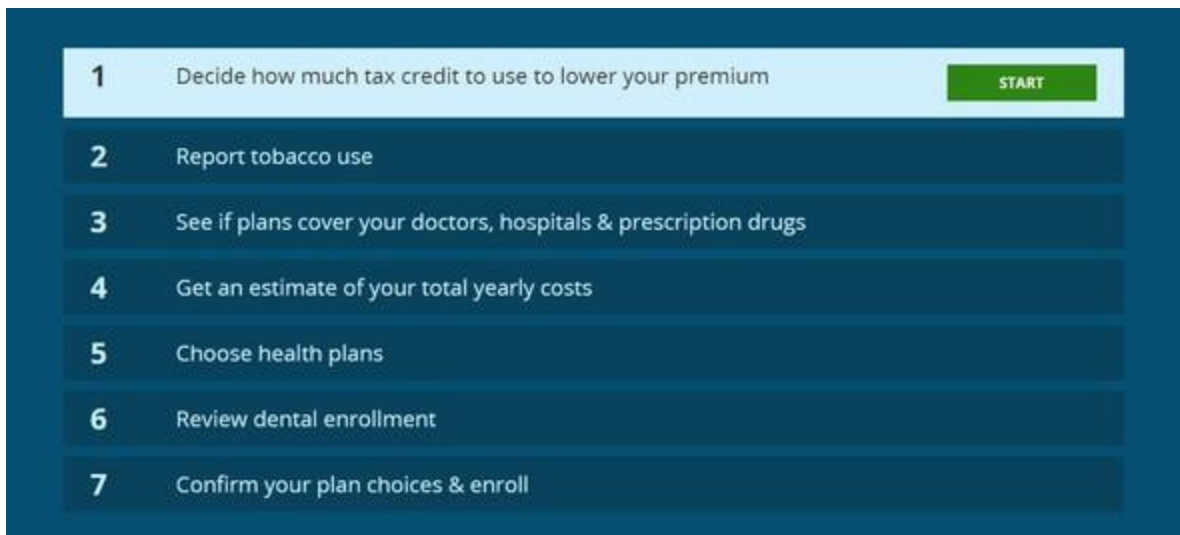 1 Decide how much tax credit to use to lower your premium START
2 Report tobacco use
3 See if plans cover your doctors, hospitals & prescription drugs
4 Get an estimate of your total yearly costs
5 Choose health plans
6 Review dental enrollment
7 Confirm your plan choices & enroll